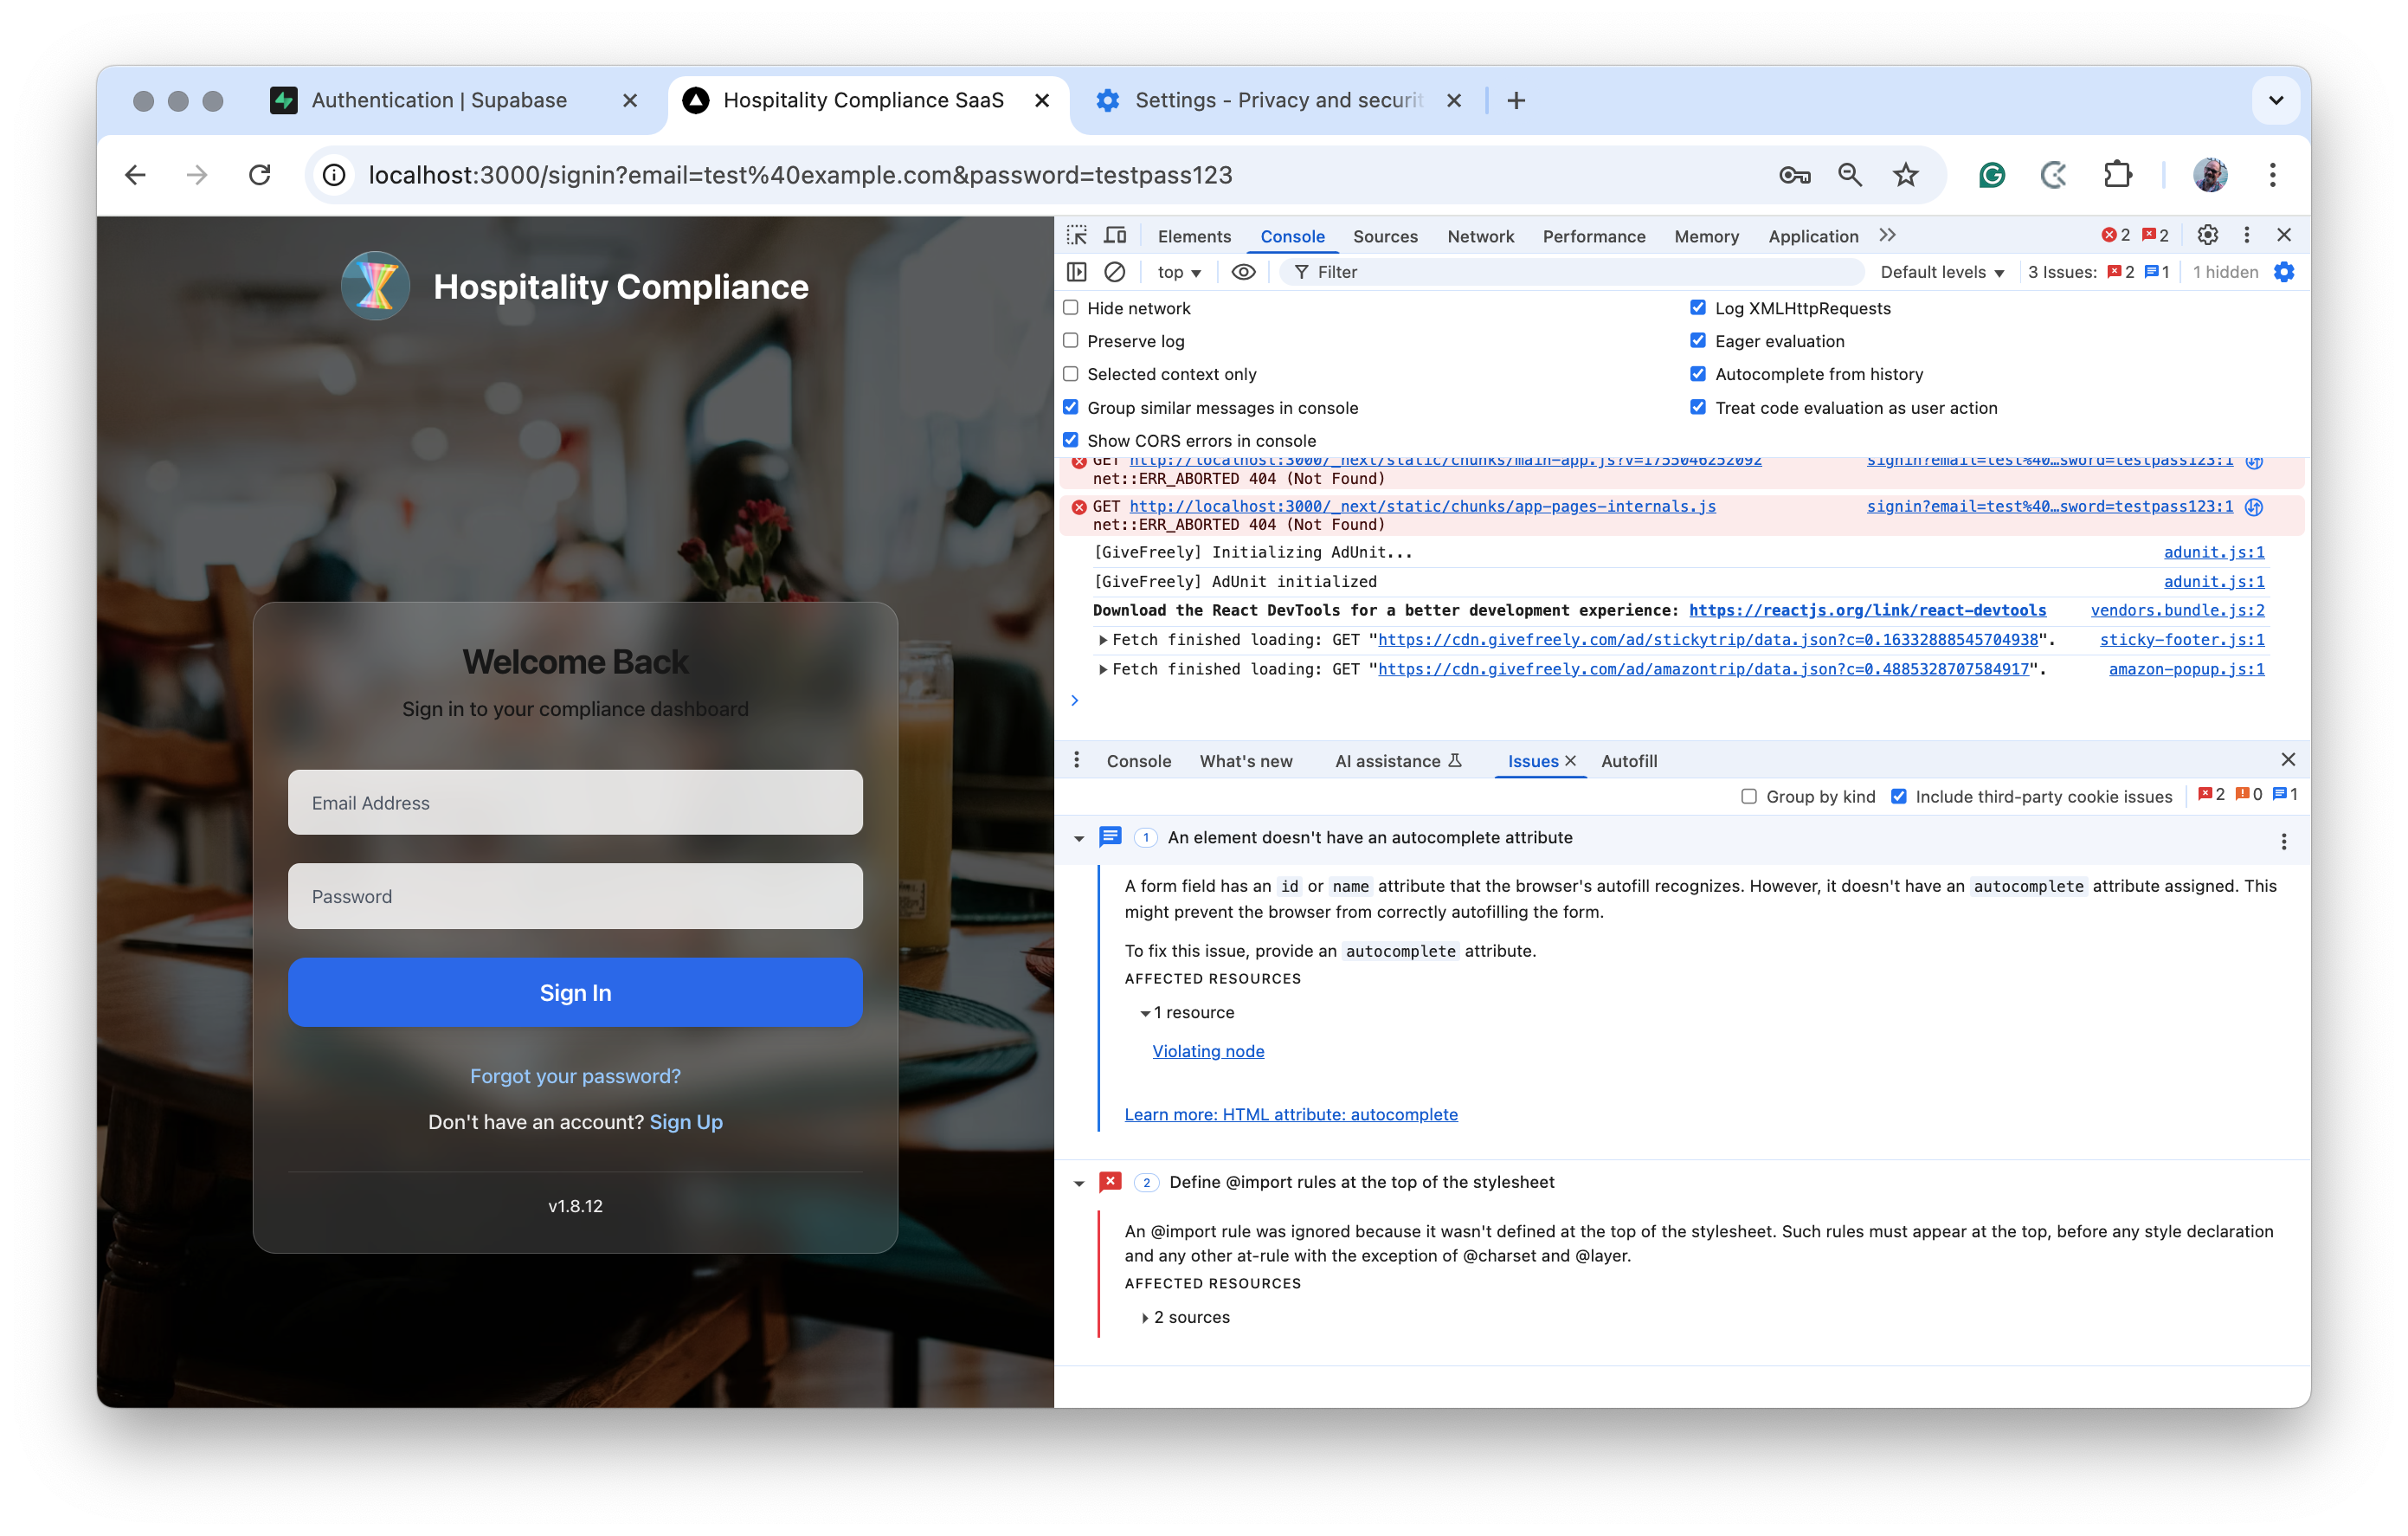 Authentication | Supabase
Hospitality Compliance SaaS
Settings - Privacy and securit
localhost:3000/signin?email=test%40example.com&password=testpass123
Hospitality Compliance
Welcome Back
Sign in to your compliance dashboard
Email Address
Password
Sign In
Forgot your password?
Don't have an account? Sign Up
v1.8.12
Elements Console Sources Network Performance Memory Application 2 2
top Filter Default levels 3 Issues: 2 1 1 hidden
Hide network Log XMLHttpRequests
Preserve log Eager evaluation
Selected context only Autocomplete from history
Group similar messages in console Treat code evaluation as user action
Show CORS errors in console
GET http://localhost:3000/_next/static/chunks/main-app.js?v=1755046252092 signin?email=test%40…sword=testpass123:1
net::ERR_ABORTED 404 (Not Found)
GET http://localhost:3000/_next/static/chunks/app-pages-internals.js signin?email=test%40…sword=testpass123:1
net::ERR_ABORTED 404 (Not Found)
[GiveFreely] Initializing AdUnit... adunit.js:1
[GiveFreely] AdUnit initialized adunit.js:1
Download the React DevTools for a better development experience: https://reactjs.org/link/react-devtools vendors.bundle.js:2
Fetch finished loading: GET "https://cdn.givefreely.com/ad/stickytrip/data.json?c=0.16332888545704938". sticky-footer.js:1
Fetch finished loading: GET "https://cdn.givefreely.com/ad/amazontrip/data.json?c=0.4885328707584917". amazon-popup.js:1
Console What's new AI assistance Issues Autofill
Group by kind Include third-party cookie issues 2 0 1
1 An element doesn't have an autocomplete attribute
A form field has an id or name attribute that the browser's autofill recognizes. However, it doesn't have an autocomplete attribute assigned. This
might prevent the browser from correctly autofilling the form.
To fix this issue, provide an autocomplete attribute.
AFFECTED RESOURCES
1 resource
Violating node
Learn more: HTML attribute: autocomplete
2 Define @import rules at the top of the stylesheet
An @import rule was ignored because it wasn't defined at the top of the stylesheet. Such rules must appear at the top, before any style declaration
and any other at-rule with the exception of @charset and @layer.
AFFECTED RESOURCES
2 sources